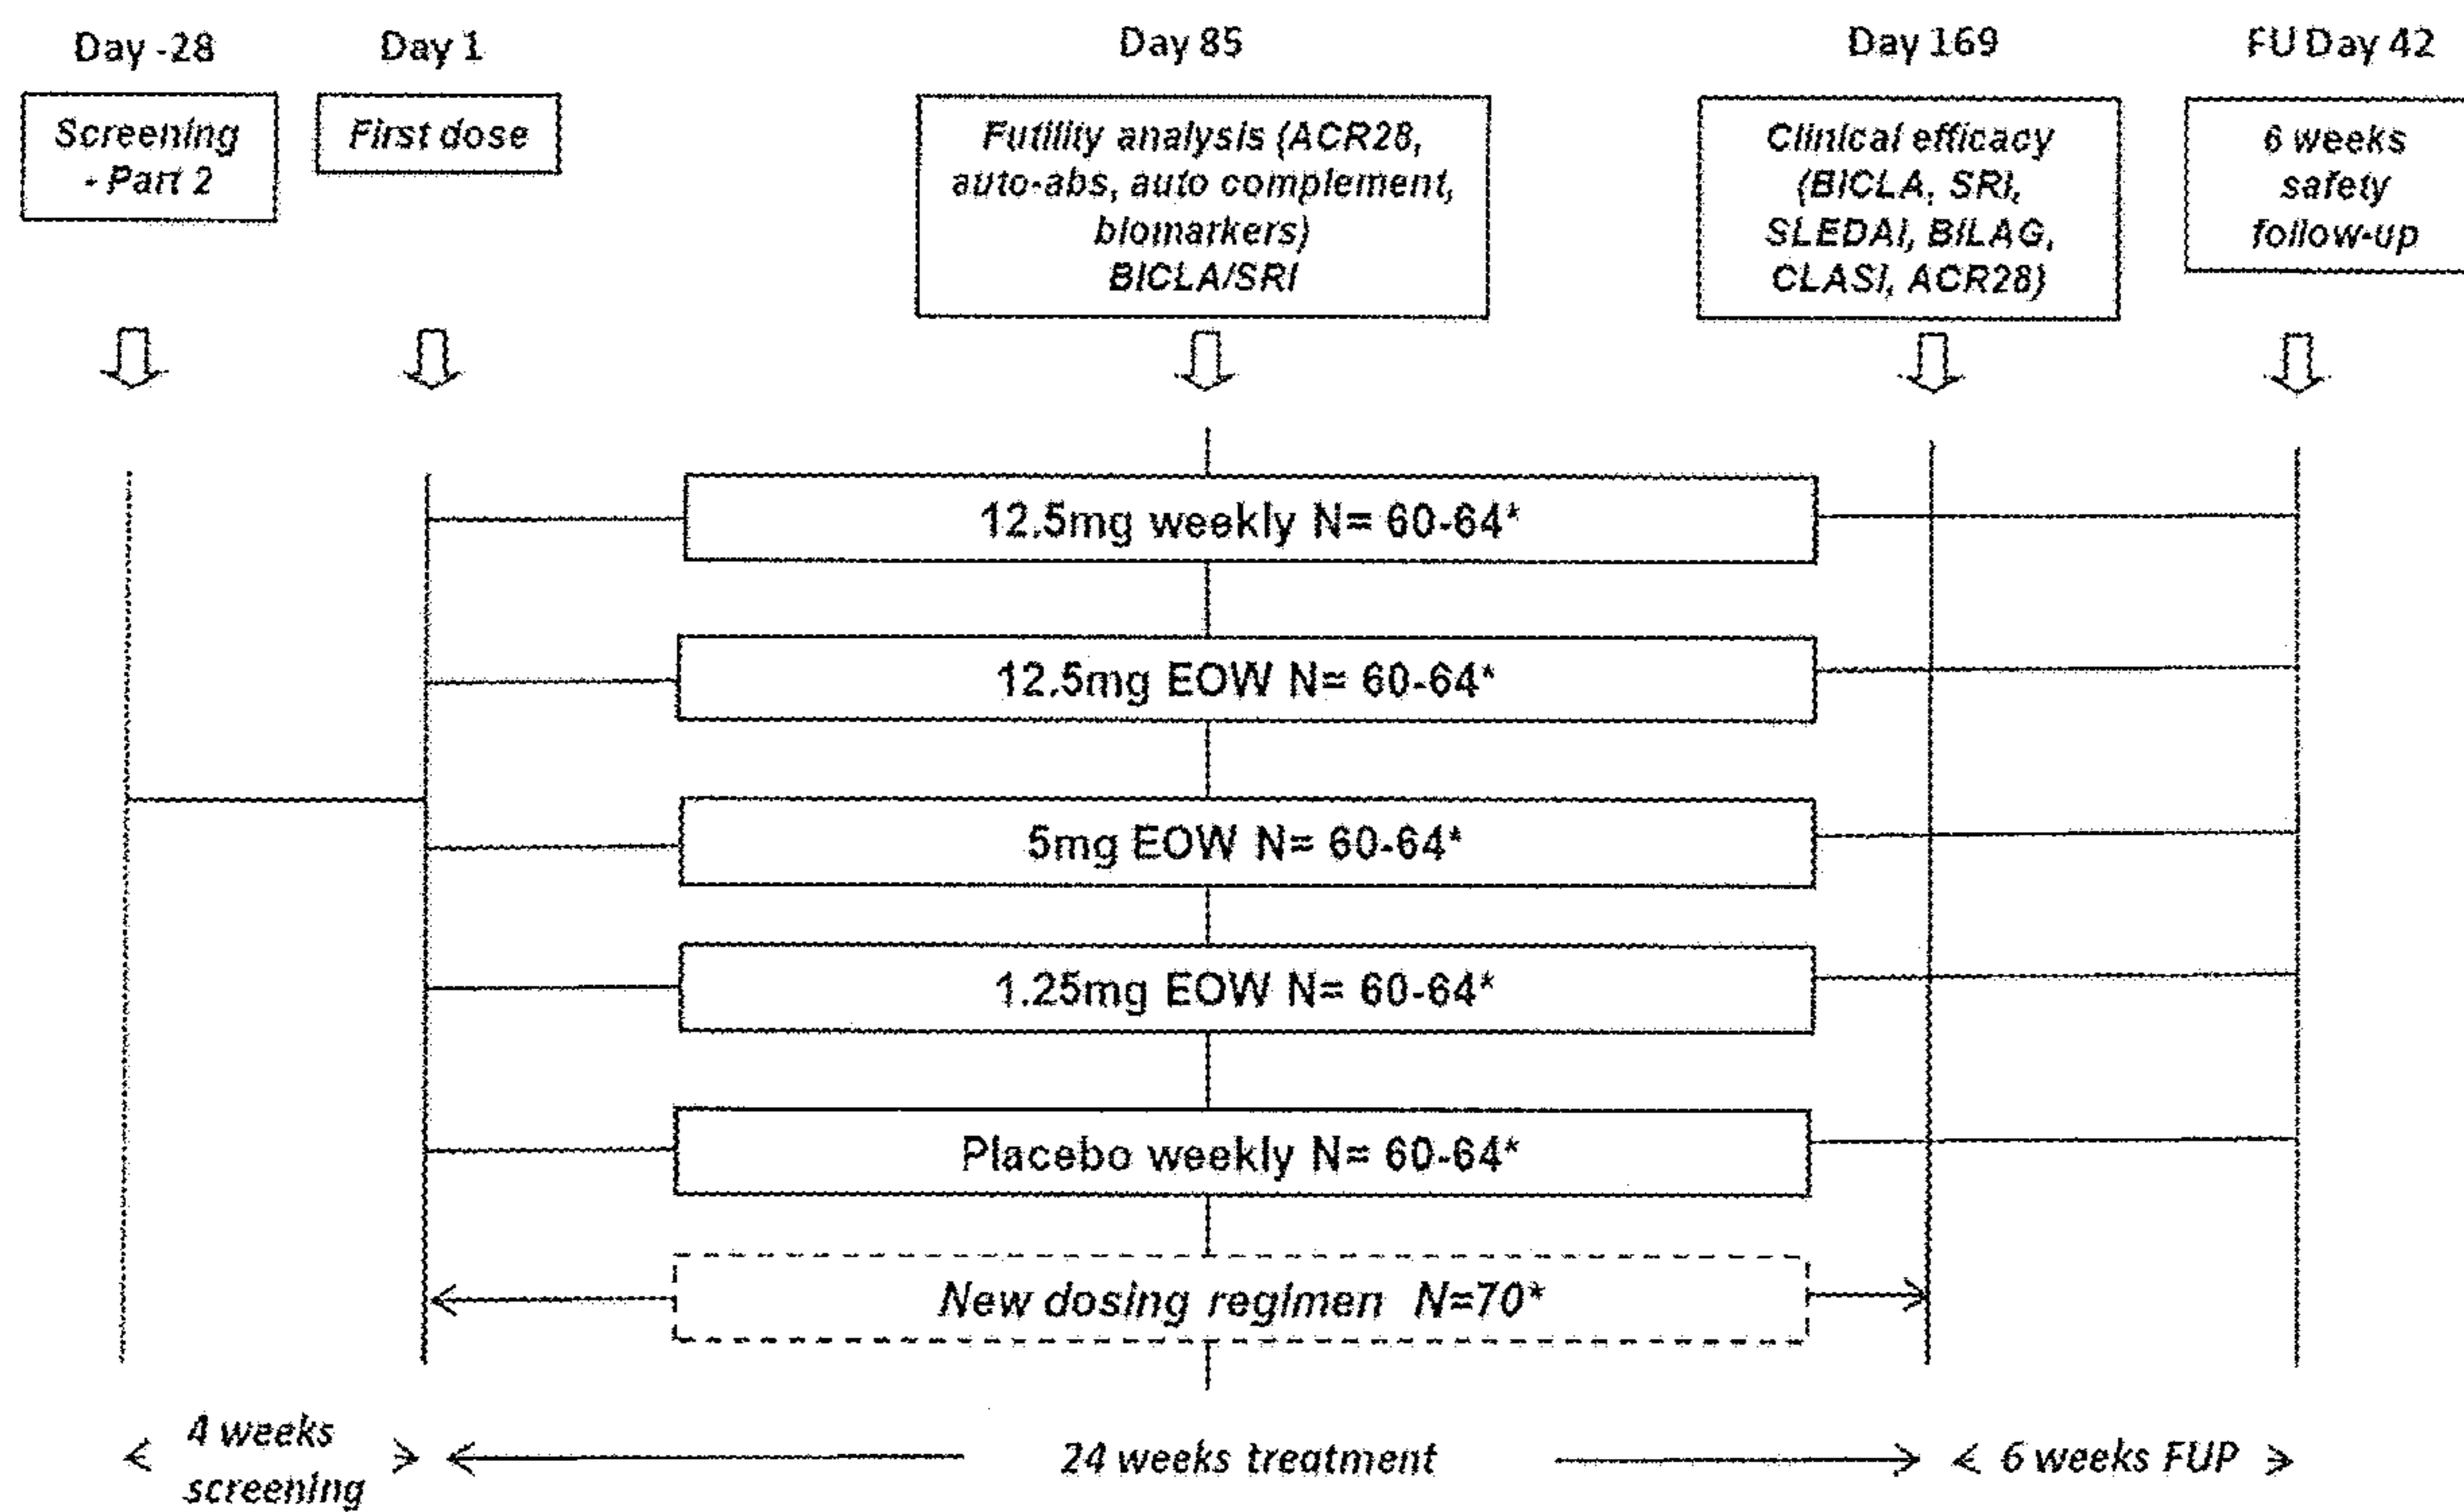 Day -28
Day 1
Day 85
Day 169
FU Day 42
Screening
- Part 2
First dose
Futility analysis (ACR28,
auto-abs, auto complement,
biomarkers)
BICLA/SRI
Clinical efficacy
(BICLA, SRI,
SLEDAI, BILAG,
CLASI, ACR28)
6 weeks
safety
follow-up
12.5mg weekly N= 60-64*
12.5mg EOW N= 60-64*
5mg EOW N= 60-64*
1.25mg EOW N= 60-64*
Placebo weekly N= 60-64*
New dosing regimen N=70*
4 weeks
screening
24 weeks treatment
6 weeks FUP